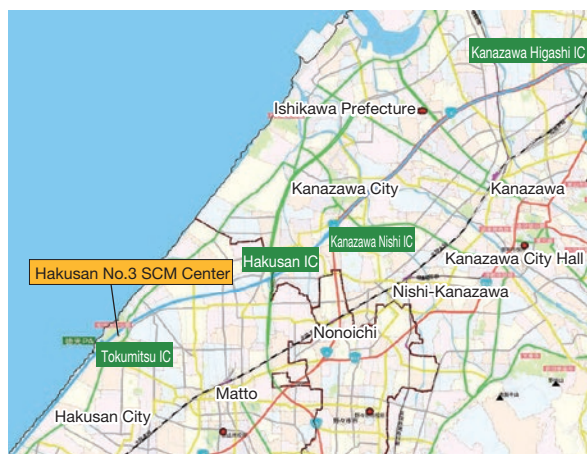 Kanazawa Higashi IC
Ishikawa Prefecture
Kanazawa City
Kanazawa
Kanazawa Nishi IC
Kanazawa City Hall
Hakusan IC
Hakusan No.3 SCM Center
Nishi-Kanazawa
Nonoichi
Tokumitsu IC
Matto
Hakusan City